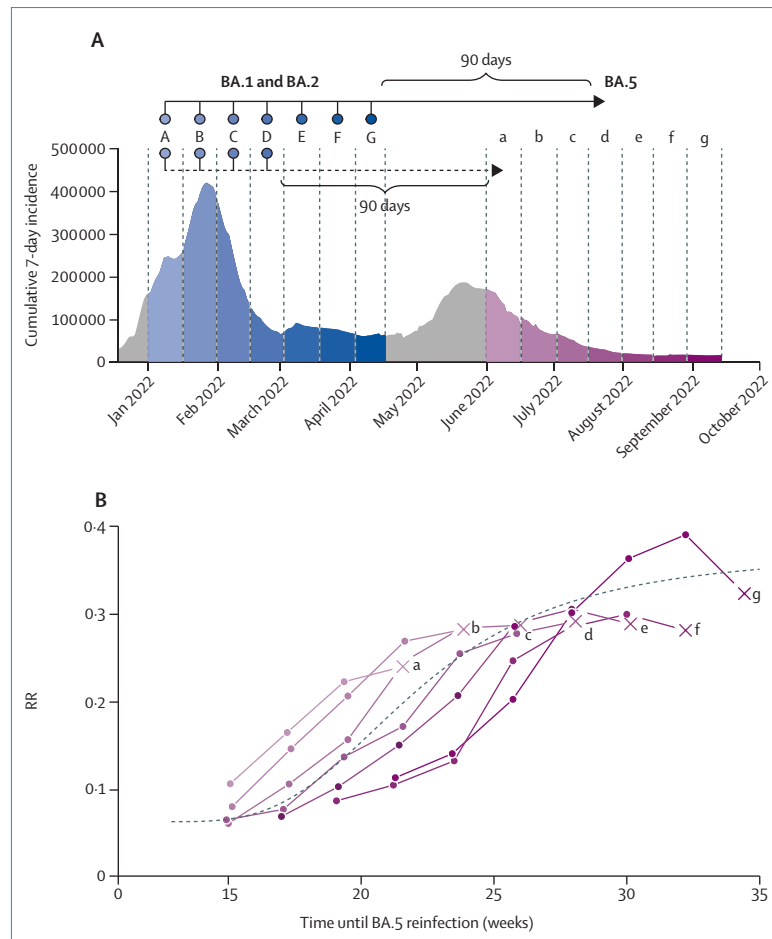 A
90 days
BA.1 and BA.2
BA.5
A B C D E F G
a b c d e f g
90 days
Cumulative 7-day incidence
500000
400000
300000
200000
100000
0
Jan 2022
Feb 2022
March 2022
April 2022
May 2022
June 2022
July 2022
August 2022
September 2022
October 2022
B
RR
0·4
0·3
0·2
0·1
0
a
b
c
d
e
f
g
0 15 20 25 30 35
Time until BA.5 reinfection (weeks)